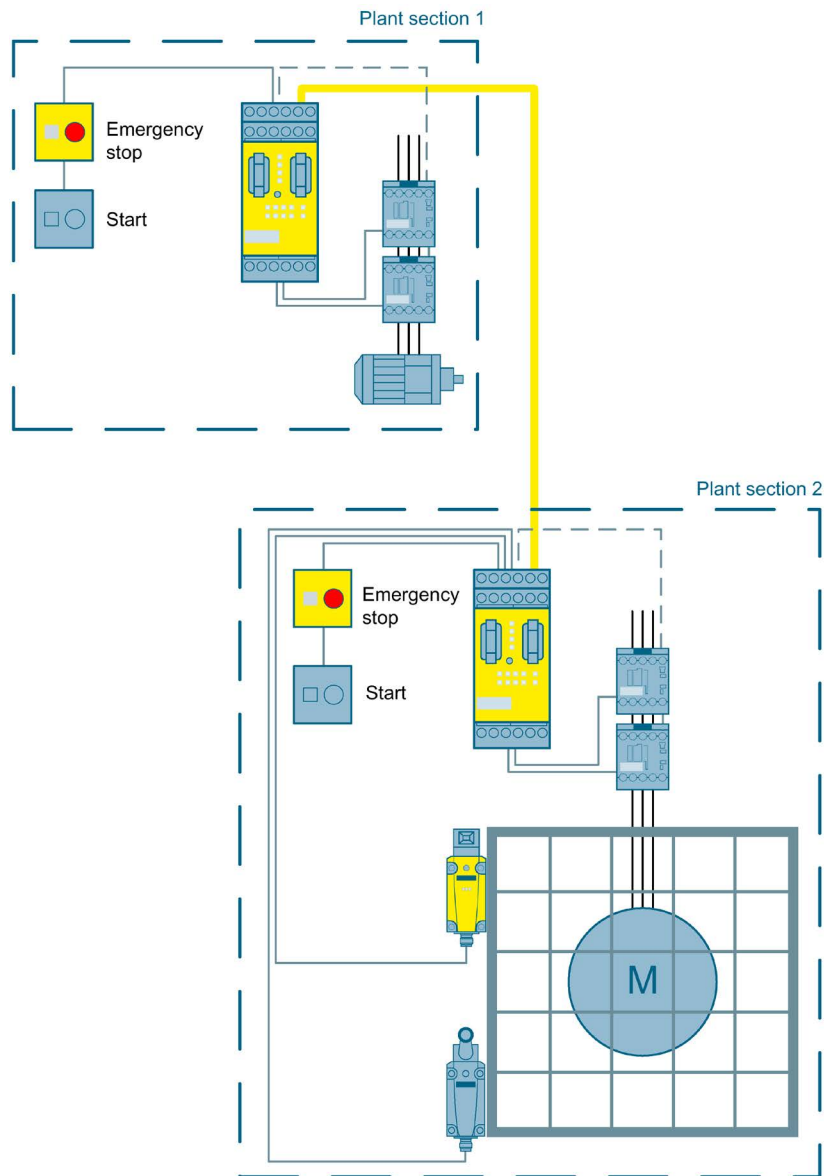 Plant section 1
Emergency
stop
Start
Plant section 2
Emergency
stop
Start
M